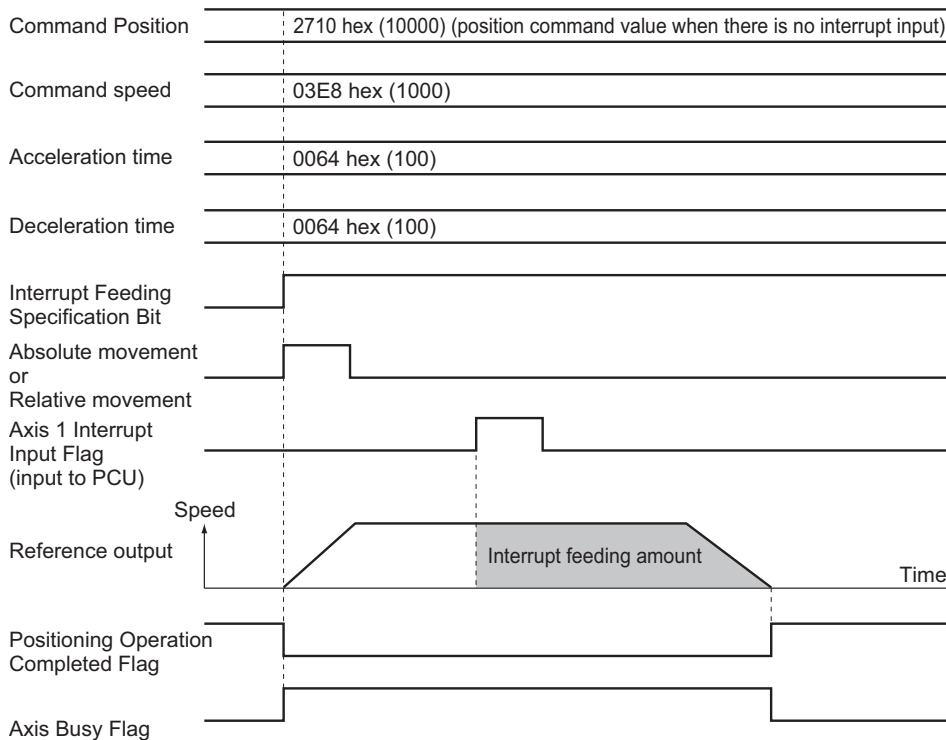 Command Position
2710 hex (10000) (position command value when there is no interrupt input)
Command speed
03E8 hex (1000)
Acceleration time
0064 hex (100)
Deceleration time
0064 hex (100)
Interrupt Feeding
Specification Bit
Absolute movement
or
Relative movement
Axis 1 Interrupt
Input Flag
(input to PCU)
Speed
Reference output
Interrupt feeding amount
Time
Positioning Operation
Completed Flag
Axis Busy Flag